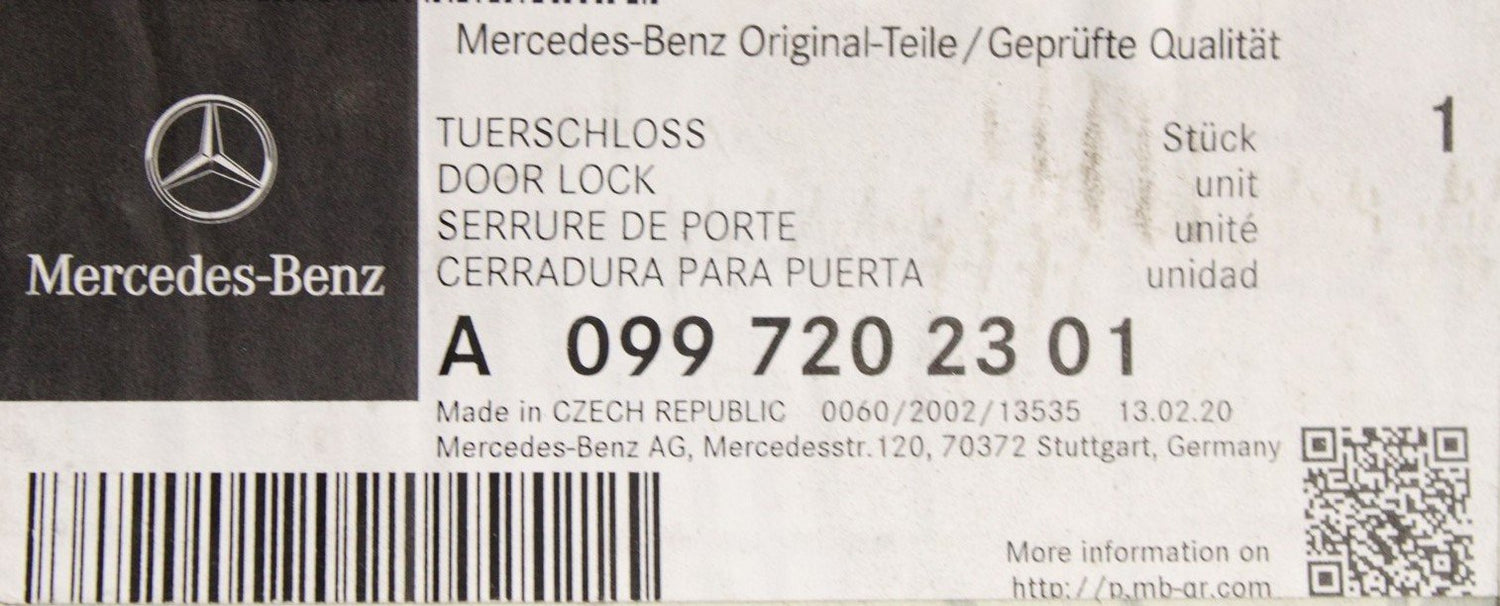 Mercedes-Benz Original-Teile/Geprüfte Qualität
Mercedes-Benz
TUERSCHLOSS Stück 1
DOOR LOCK unit
SERRURE DE PORTE unité
CERRADURA PARA PUERTA unidad
A 099 720 23 01
Made in CZECH REPUBLIC 0060/2002/13535 13.02.20
Mercedes-Benz AG, Mercedesstr.120, 70372 Stuttgart, Germany
More information on
http://p.mb-qr.com